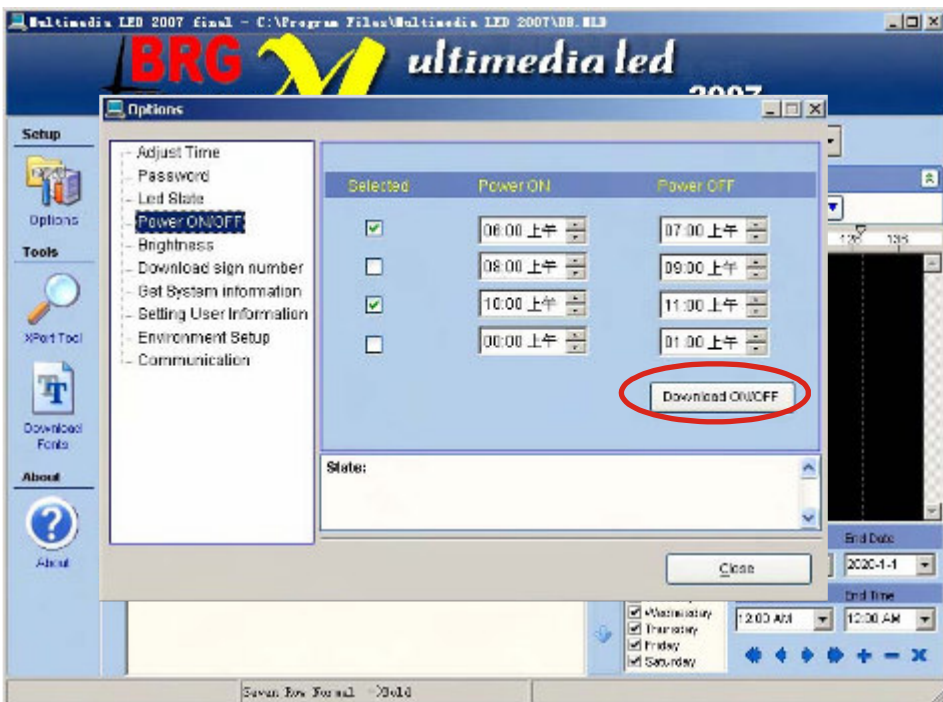 Multimedia LED 2007 final - C:\Program Files\Multimedia LED 2007\DB.MLD
BRG Multimedia led
2007
Options
Setup
Options
Tools
XPort Tool
Download
Fonts
About
About
Adjust Time
Password
Led State
Power ON/OFF
Brightness
Download sign number
Get System information
Setting User Information
Environment Setup
Communication
Selected Power ON Power OFF
06:00 上午 07:00 上午
08:00 上午 09:00 上午
10:00 上午 11:00 上午
00:00 上午 01:00 上午
Download ON/OFF
State:
Close
128 136
End Date
2020-1-1
End Time
12:00 AM 12:00 AM
Wednesday
Thursday
Friday
Saturday
Seven Row Normal ->Bold